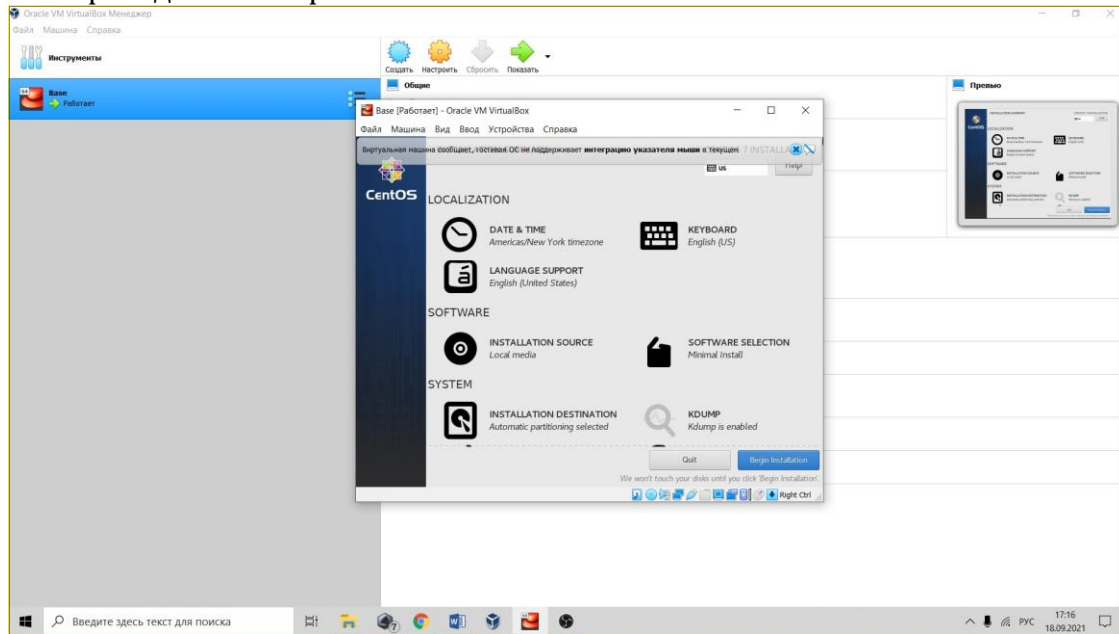 Oracle VM VirtualBox Менеджер
Файл Машина Справка
Инструменты
Создать Настроить Сбросить Показать
Base
Работает
Общие
Превью
Base [Работает] - Oracle VM VirtualBox
Файл Машина Вид Ввод Устройства Справка
Виртуальная машина сообщает, гостевая ОС не поддерживает интеграцию указателя мыши в текущем
us
Help!
CentOS
LOCALIZATION
DATE & TIME
Americas/New York timezone
KEYBOARD
English (US)
LANGUAGE SUPPORT
English (United States)
SOFTWARE
INSTALLATION SOURCE
Local media
SOFTWARE SELECTION
Minimal Install
SYSTEM
INSTALLATION DESTINATION
Automatic partitioning selected
KDUMP
Kdump is enabled
Quit
Begin Installation
We won't touch your disks until you click 'Begin Installation'.
Right Ctrl
Введите здесь текст для поиска
7
РУС
17:16
18.09.2021